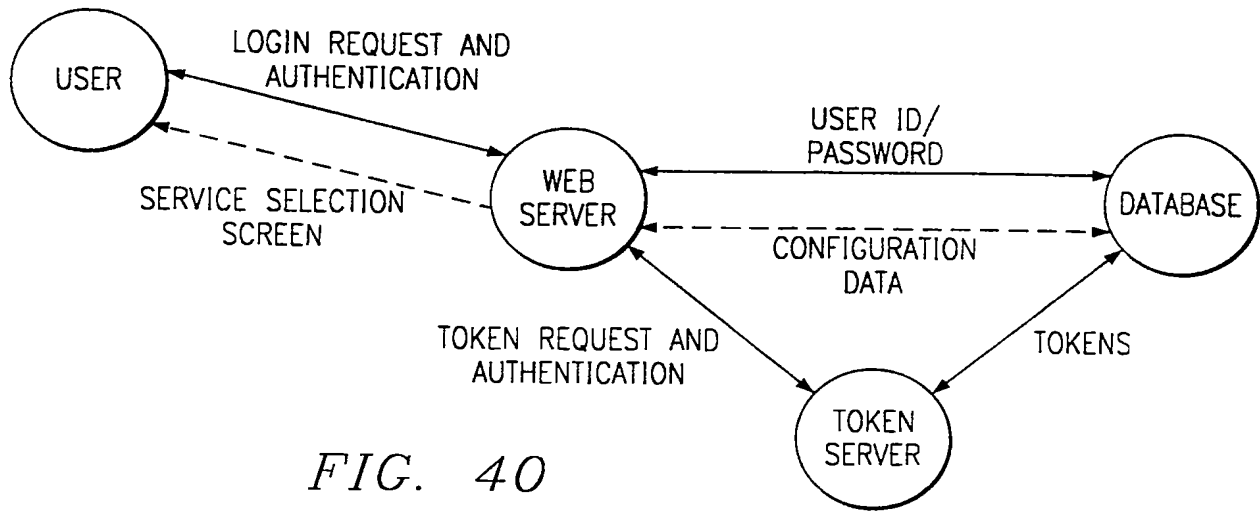 USER
LOGIN REQUEST AND
AUTHENTICATION
SERVICE SELECTION
SCREEN
WEB
SERVER
USER ID/
PASSWORD
DATABASE
CONFIGURATION
DATA
TOKEN REQUEST AND
AUTHENTICATION
TOKENS
TOKEN
SERVER
FIG. 40